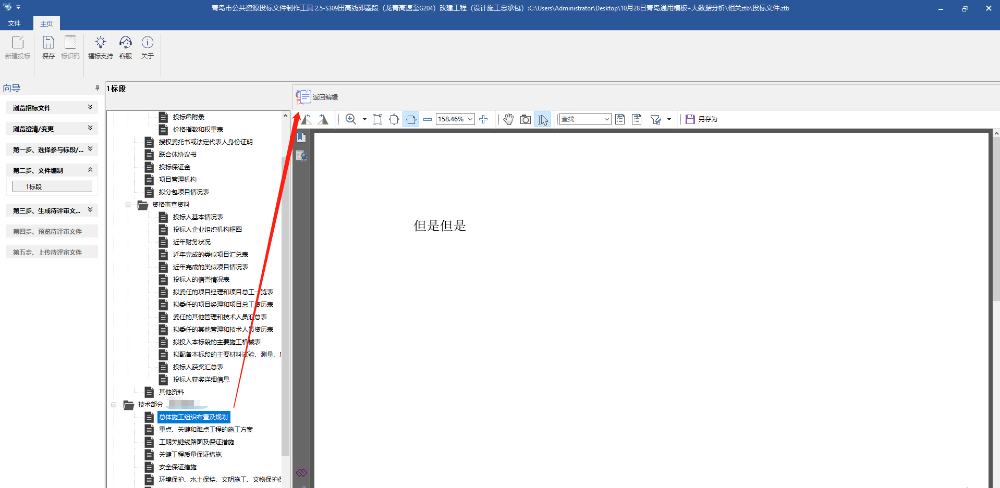 青岛市公共资源投标文件制作工具 2.5-S309田高线即墨段（龙青高速至G204）改建工程（设计施工总承包）:C:\Users\Administrator\Desktop\10月28日青岛通用模板+大数据分析\相关ztb\投标文件.ztb
文件
主页
新建投标
保存
标识码
福标支持
客服
关于
向导
浏览招标文件
浏览澄清/变更
第一步、选择参与标段/...
第二步、文件编制
1标段
第三步、生成待评审文...
第四步、预览待评审文件
第五步、上传待评审文件
1标段
投标函附录
价格指数和权重表
授权委托书或法定代表人身份证明
联合体协议书
投标保证金
项目管理机构
拟分包项目情况表
资格审查资料
投标人基本情况表
投标人企业组织机构框图
近年财务状况
近年完成的类似项目汇总表
近年完成的类似项目情况表
投标人的信誉情况表
拟委任的项目经理和项目总工一览表
拟委任的项目经理和项目总工资历表
委任的其他管理和技术人员汇总表
拟委任的其他管理和技术人员资历表
拟投入本标段的主要施工机械表
拟配备本标段的主要材料试验、测量、
投标人获奖汇总表
投标人获奖详细信息
其他资料
技术部分
总体施工组织布置及规划
重点、关键和难点工程的施工方案
工期关键线路图及保证措施
关键工程质量保证措施
安全保证措施
环境保护、水土保持、文明施工、文物保护
返回编辑
158.46%
查找
另存为
但是但是